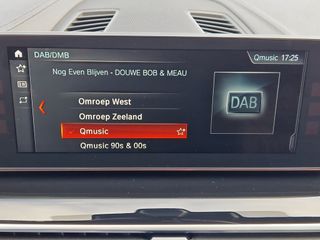 DAB/DMB
Qmusic 17:25
Nog Even Blijven - DOUWE BOB & MEAU
Omroep West
Omroep Zeeland
Qmusic
Qmusic 90s & 00s
DAB